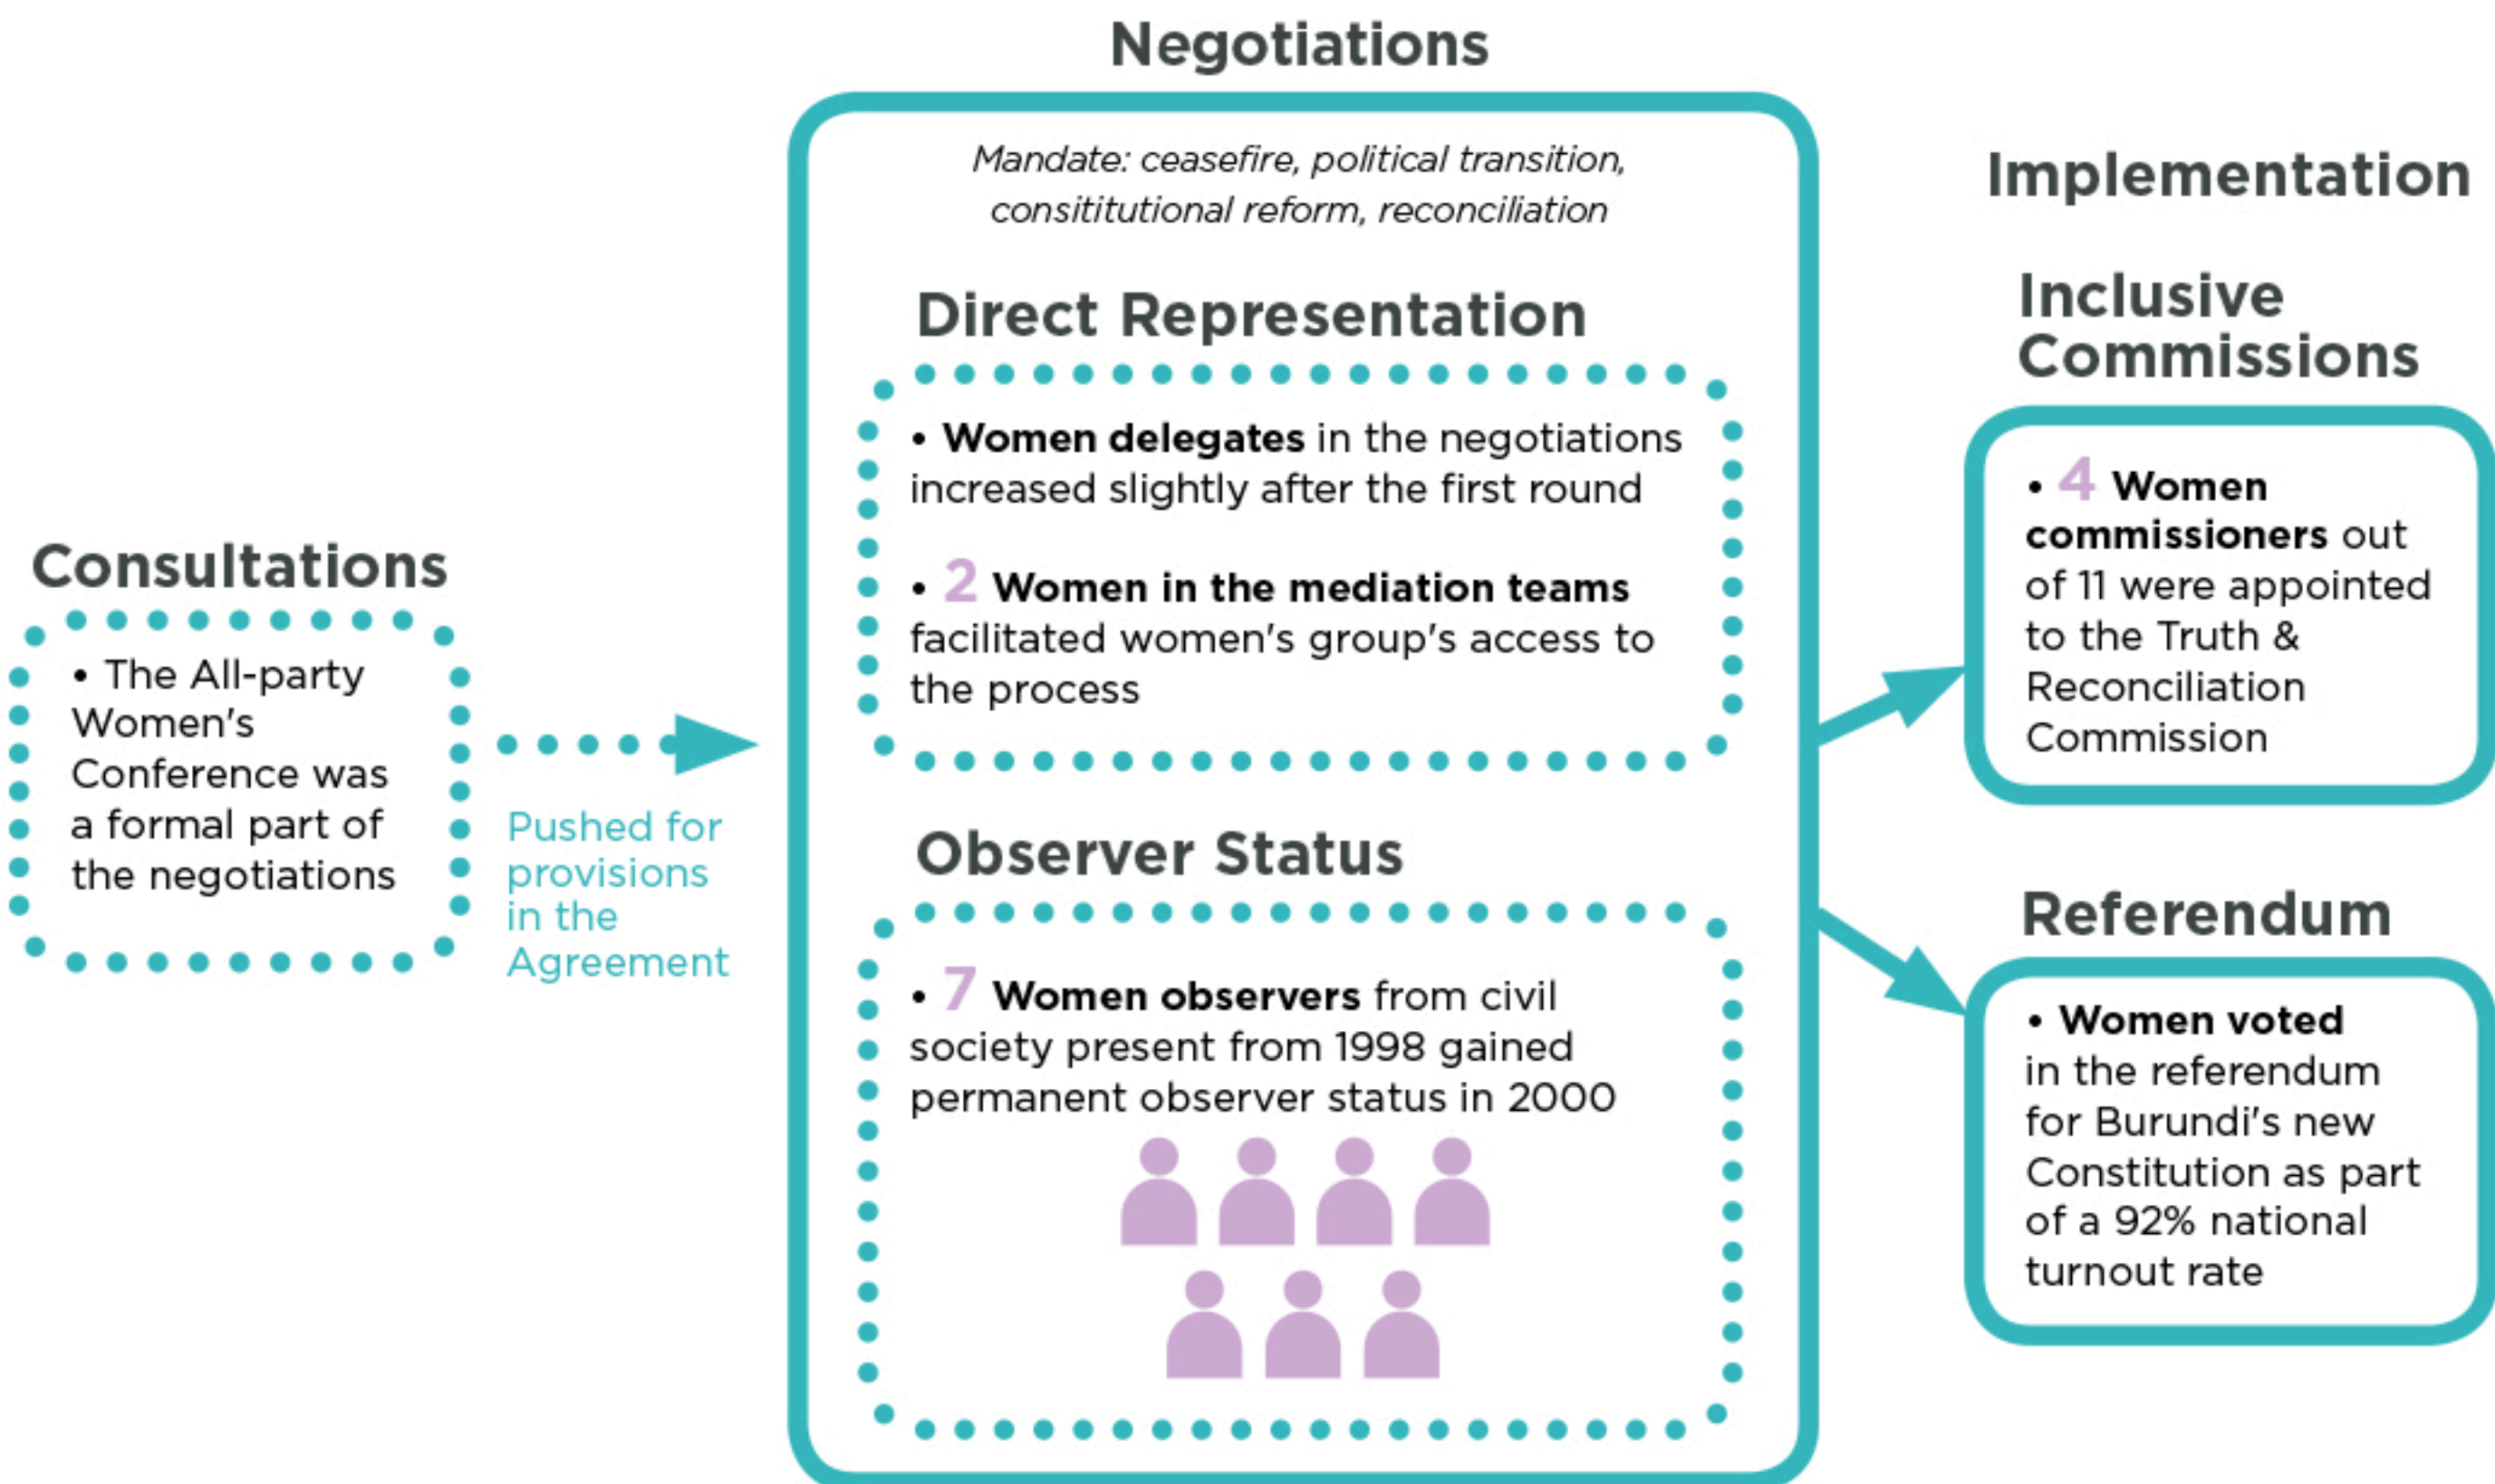 Consultations
• The All-party
Women's
Conference was
a formal part of
the negotiations
Pushed for
provisions
in the
Agreement
Negotiations
Mandate: ceasefire, political transition,
consititutional reform, reconciliation
Direct Representation
• Women delegates in the negotiations
increased slightly after the first round
• 2 Women in the mediation teams
facilitated women's group's access to
the process
Observer Status
• 7 Women observers from civil
society present from 1998 gained
permanent observer status in 2000
Implementation
Inclusive
Commissions
• 4 Women
commissioners out
of 11 were appointed
to the Truth &
Reconciliation
Commission
Referendum
• Women voted
in the referendum
for Burundi's new
Constitution as part
of a 92% national
turnout rate